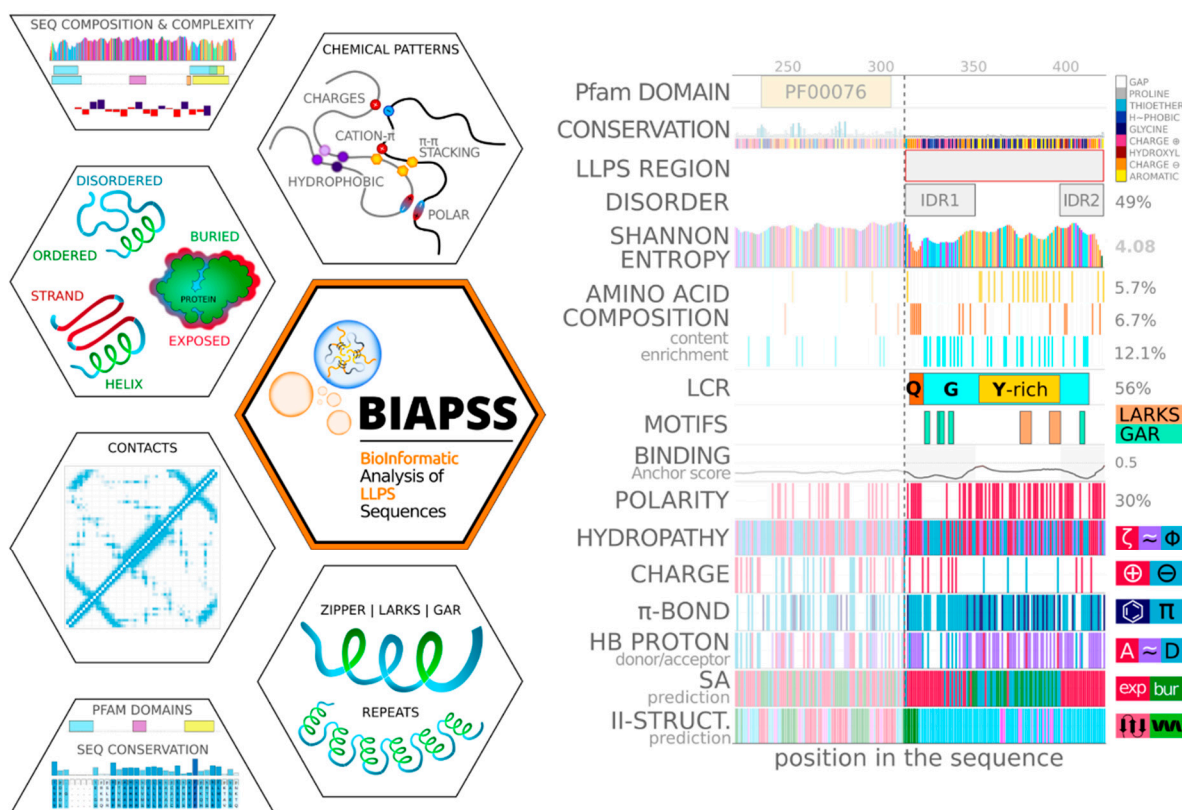 SEQ COMPOSITION & COMPLEXITY
CHEMICAL PATTERNS
CHARGES
CATION-π
π-π
STACKING
HYDROPHOBIC
POLAR
DISORDERED
ORDERED
BURIED
PROTEIN
EXPOSED
STRAND
HELIX
BIAPSS
BioInformatic
Analysis of
LLPS
Sequences
CONTACTS
ZIPPER | LARKS | GAR
REPEATS
PFAM DOMAINS
SEQ CONSERVATION
250 300 350 400
Pfam DOMAIN PF00076
CONSERVATION
GAP
PROLINE
THIOETHER
H~PHOBIC
GLYCINE
CHARGE ⊕
HYDROXYL
CHARGE ⊖
AROMATIC
LLPS REGION
DISORDER IDR1 IDR2 49%
SHANNON
ENTROPY 4.08
AMINO ACID 5.7%
COMPOSITION 6.7%
content
enrichment 12.1%
LCR Q G Y-rich 56%
MOTIFS LARKS
GAR
BINDING
Anchor score 0.5
POLARITY 30%
HYDROPATHY ζ ≈ Φ
CHARGE ⊕ ⊖
π-BOND π
HB PROTON A ≈ D
donor/acceptor
SA exp bur
prediction
II-STRUCT.
prediction
position in the sequence